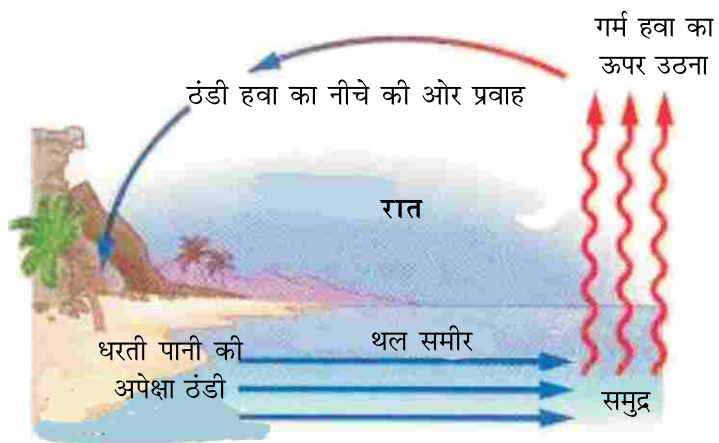 गर्म हवा का
ऊपर उठना
ठंडी हवा का नीचे की ओर प्रवाह
रात
धरती पानी की
अपेक्षा ठंडी
थल समीर
समुद्र